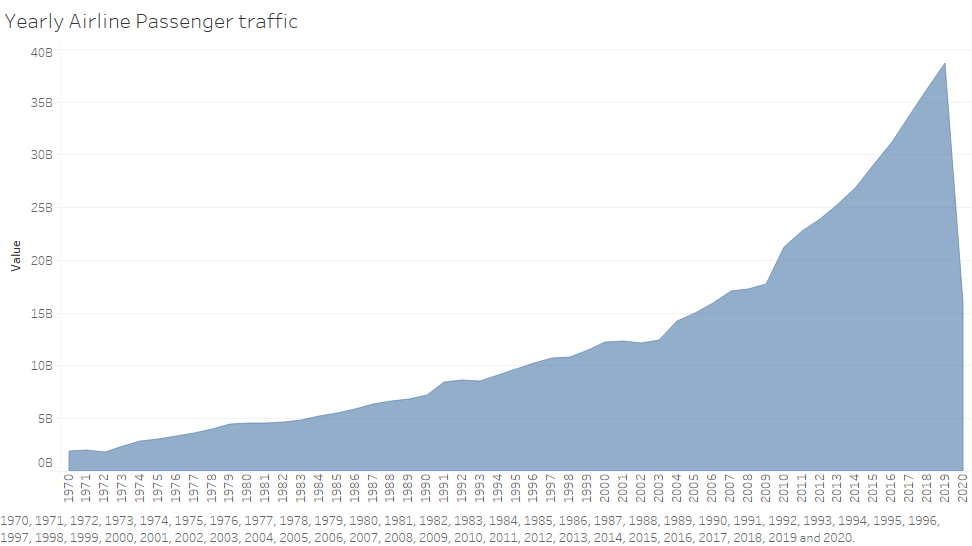 Yearly Airline Passenger traffic
40B
35B
30B
25B
20B
15B
10B
5B
0B
Value
1970 1971 1972 1973 1974 1975 1976 1977 1978 1979 1980 1981 1982 1983 1984 1985 1986 1987 1988 1989 1990 1991 1992 1993 1994 1995 1996 1997 1998 1999 2000 2001 2002 2003 2004 2005 2006 2007 2008 2009 2010 2011 2012 2013 2014 2015 2016 2017 2018 2019 2020
1970, 1971, 1972, 1973, 1974, 1975, 1976, 1977, 1978, 1979, 1980, 1981, 1982, 1983, 1984, 1985, 1986, 1987, 1988, 1989, 1990, 1991, 1992, 1993, 1994, 1995, 1996,
1997, 1998, 1999, 2000, 2001, 2002, 2003, 2004, 2005, 2006, 2007, 2008, 2009, 2010, 2011, 2012, 2013, 2014, 2015, 2016, 2017, 2018, 2019 and 2020.